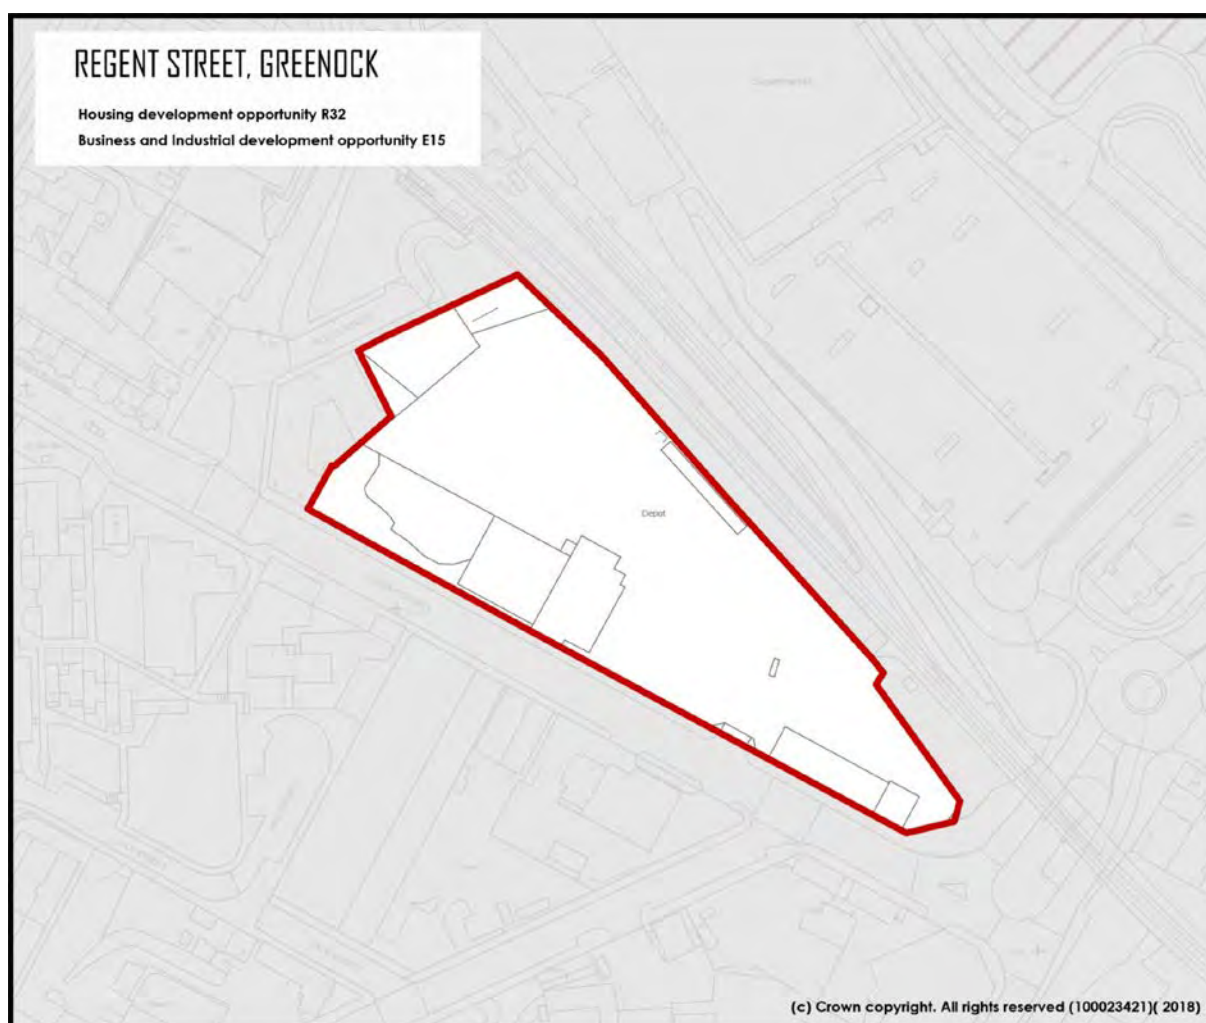 REGENT STREET, GREENOCK
Housing development opportunity R32
Business and Industrial development opportunity E15
Depot
(c) Crown copyright. All rights reserved (100023421)( 2018)